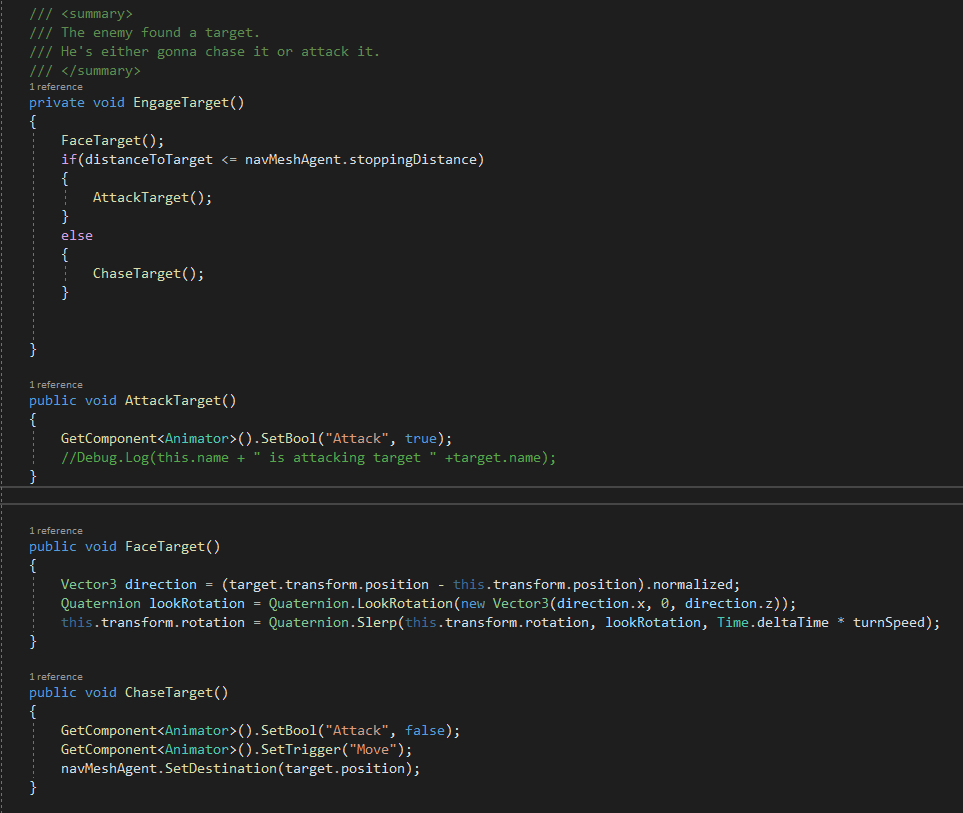 /// <summary>
/// The enemy found a target.
/// He's either gonna chase it or attack it.
/// </summary>
1 reference
private void EngageTarget()
{
FaceTarget();
if(distanceToTarget <= navMeshAgent.stoppingDistance)
{
AttackTarget();
}
else
{
ChaseTarget();
}
}
1 reference
public void AttackTarget()
{
GetComponent<Animator>().SetBool("Attack", true);
//Debug.Log(this.name + " is attacking target " +target.name);
}
1 reference
public void FaceTarget()
{
Vector3 direction = (target.transform.position - this.transform.position).normalized;
Quaternion lookRotation = Quaternion.LookRotation(new Vector3(direction.x, 0, direction.z));
this.transform.rotation = Quaternion.Slerp(this.transform.rotation, lookRotation, Time.deltaTime * turnSpeed);
}
1 reference
public void ChaseTarget()
{
GetComponent<Animator>().SetBool("Attack", false);
GetComponent<Animator>().SetTrigger("Move");
navMeshAgent.SetDestination(target.position);
}